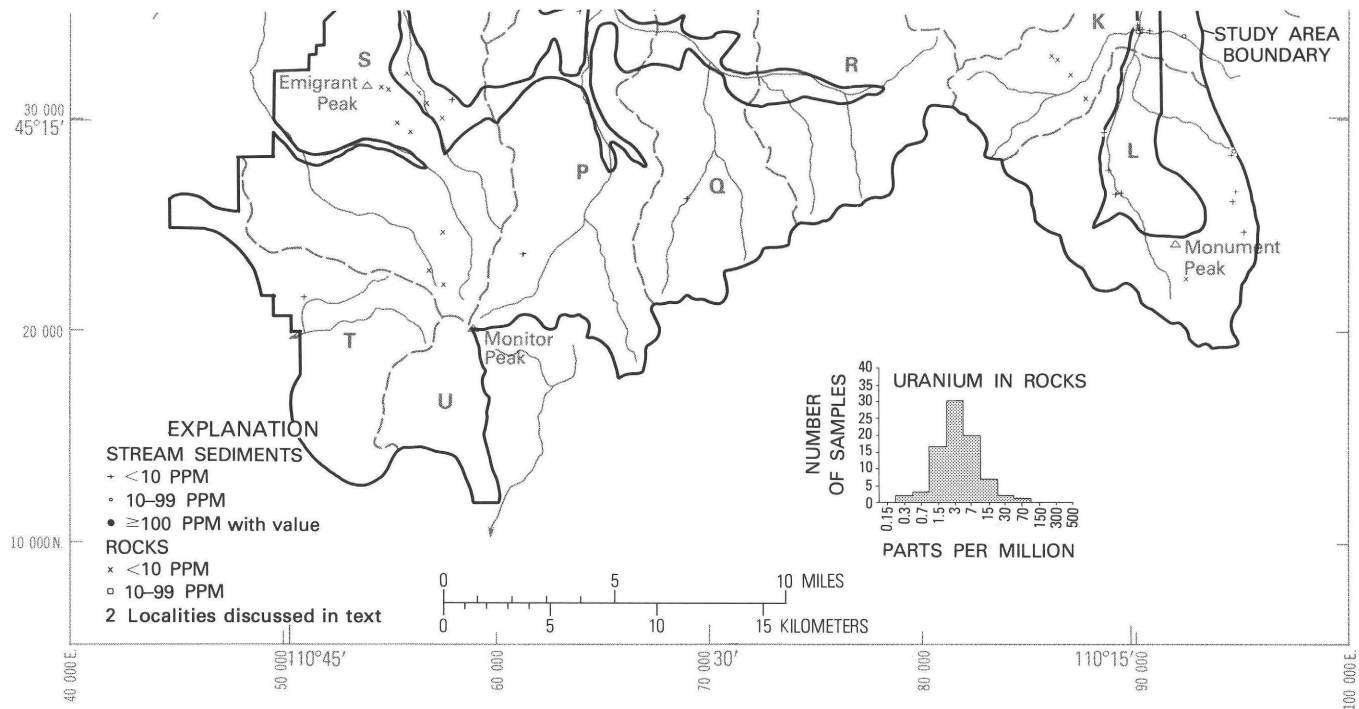 K
STUDY AREA
BOUNDARY
S
Emigrant
Peak
R
30 000
45°15'
P
Q
L
Monument
Peak
20 000
T
Monitor
Peak
U
40
35
30
25
20
15
10
5
0
NUMBER
OF SAMPLES
URANIUM IN ROCKS
0.15
0.3
0.7
1.5
3
7
15
30
70
150
300
500
PARTS PER MILLION
EXPLANATION
STREAM SEDIMENTS
+ <10 PPM
○ 10–99 PPM
● ≥100 PPM with value
ROCKS
× <10 PPM
□ 10–99 PPM
2 Localities discussed in text
10 000 N.
0 5 10 MILES
0 5 10 15 KILOMETERS
40 000 E.
50 000
110°45'
60 000
70 000
30'
80 000
110°15'
90 000
100 000 E.